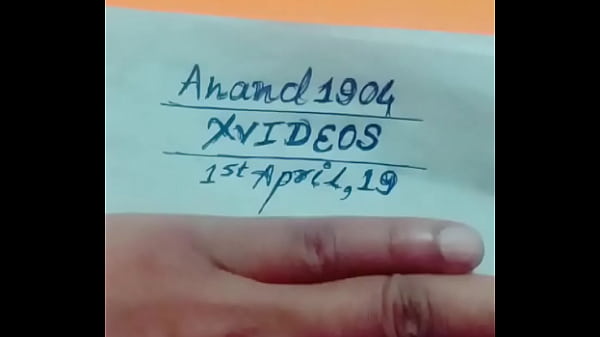 Anand1904
XVIDEOS
1st April, 19